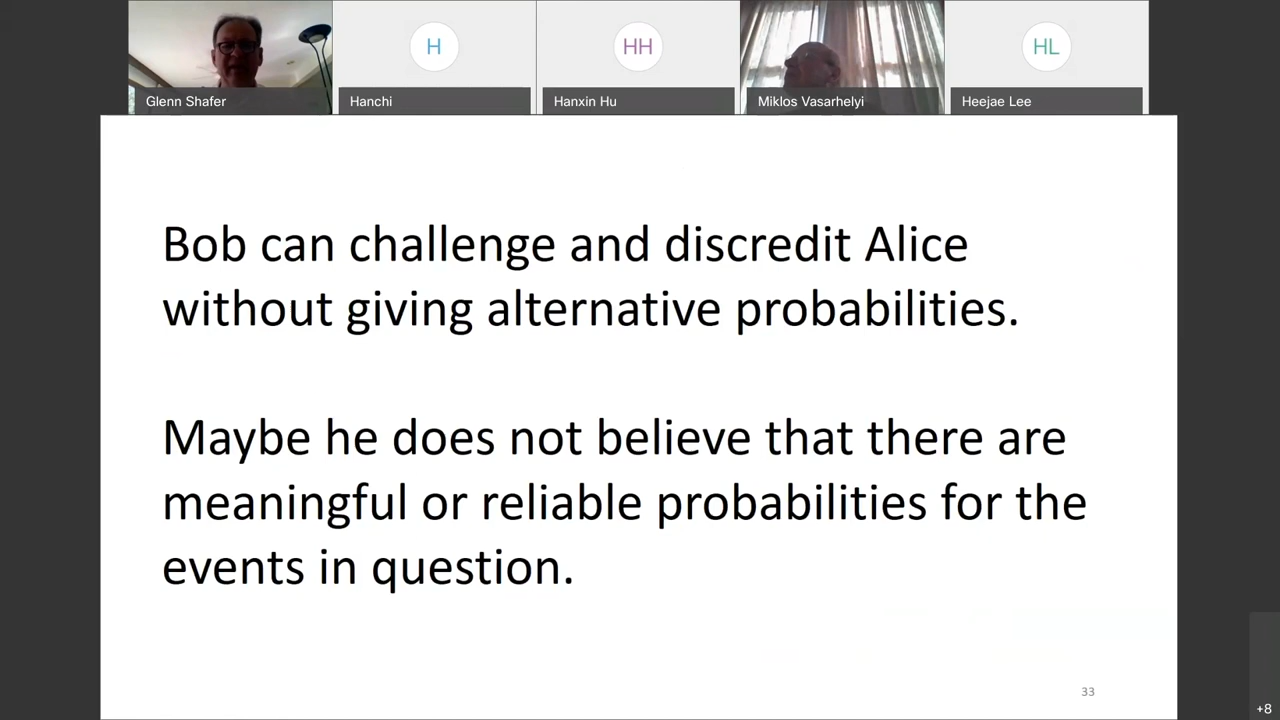 H
HH
HL
Glenn Shafer
Hanchi
Hanxin Hu
Miklos Vasarhelyi
Heejae Lee
Bob can challenge and discredit Alice
without giving alternative probabilities.
Maybe he does not believe that there are
meaningful or reliable probabilities for the
events in question.
33
+8